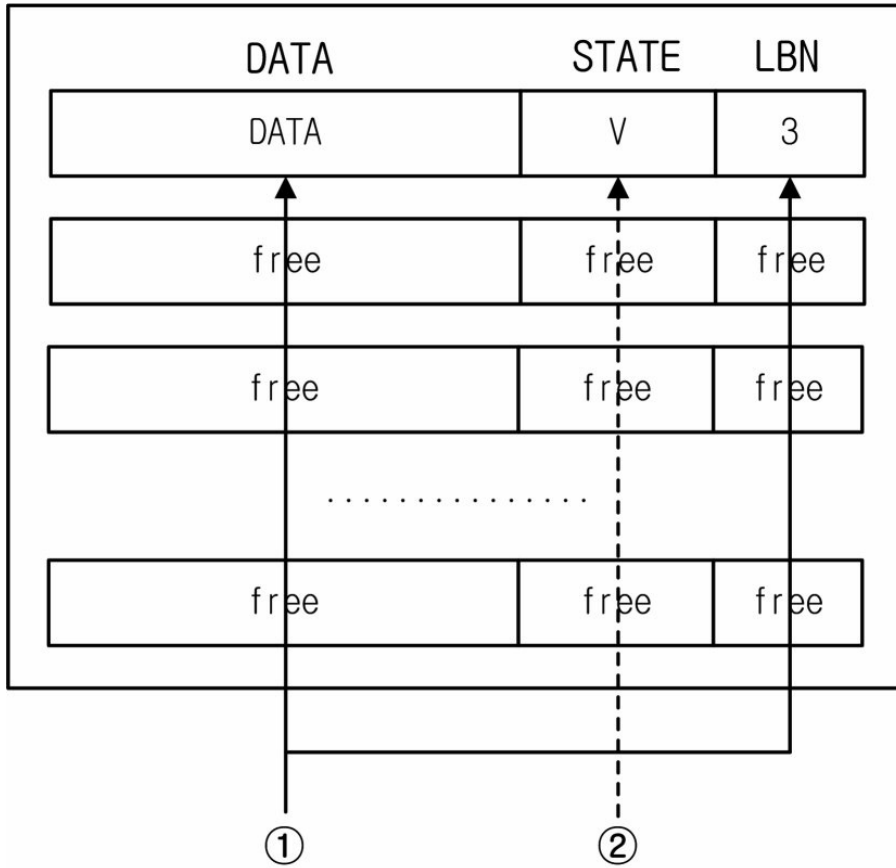 DATA STATE LBN
DATA V 3
free free free
free free free
...............
free free free
① ②